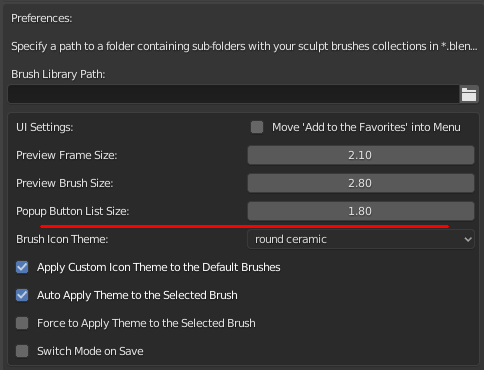 Preferences:
Specify a path to a folder containing sub-folders with your sculpt brushes collections in *.blen...
Brush Library Path:
UI Settings:
Move 'Add to the Favorites' into Menu
Preview Frame Size:
2.10
Preview Brush Size:
2.80
Popup Button List Size:
1.80
Brush Icon Theme:
round ceramic
Apply Custom Icon Theme to the Default Brushes
Auto Apply Theme to the Selected Brush
Force to Apply Theme to the Selected Brush
Switch Mode on Save